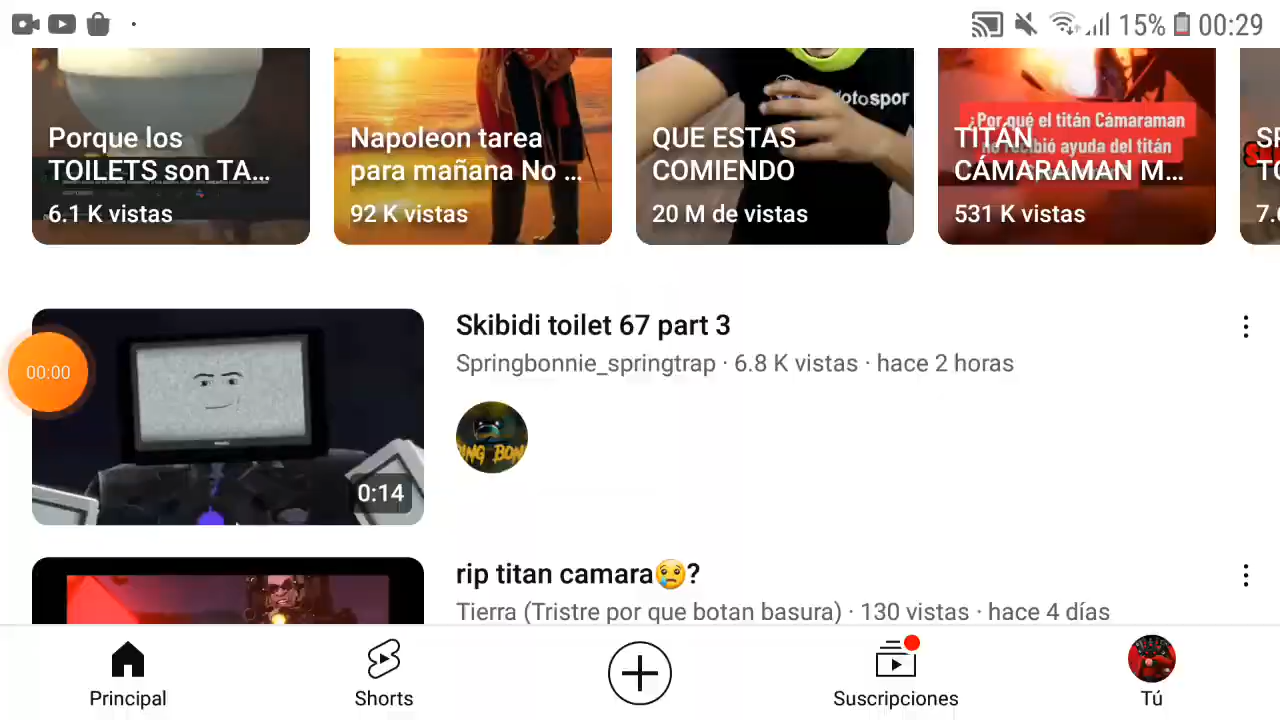 15% 00:29
Porque los
TOILETS son TA...
6.1 K vistas
Napoleon tarea
para mañana No ...
92 K vistas
otospor
QUE ESTAS
COMIENDO
20 M de vistas
¿Por qué el titán Cámaraman
no recibió ayuda del titán
TITÁN
CÁMARAMAN M...
531 K vistas
00:00
0:14
Skibidi toilet 67 part 3
Springbonnie_springtrap · 6.8 K vistas · hace 2 horas
rip titan camara😢?
Tierra (Tristre por que botan basura) · 130 vistas · hace 4 días
Principal
Shorts
Suscripciones
Tú